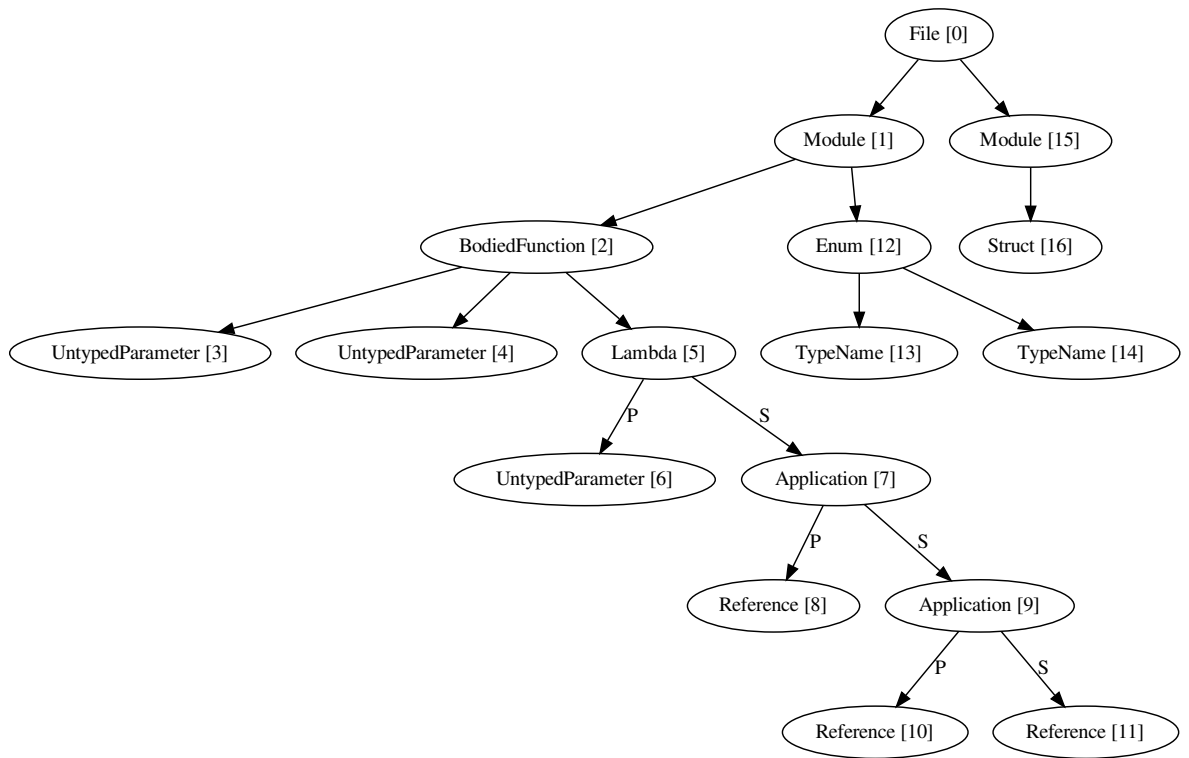 File [0]
Module [1]
Module [15]
BodiedFunction [2]
Enum [12]
Struct [16]
UntypedParameter [3]
UntypedParameter [4]
Lambda [5]
TypeName [13]
TypeName [14]
P
S
UntypedParameter [6]
Application [7]
P
S
Reference [8]
Application [9]
P
S
Reference [10]
Reference [11]